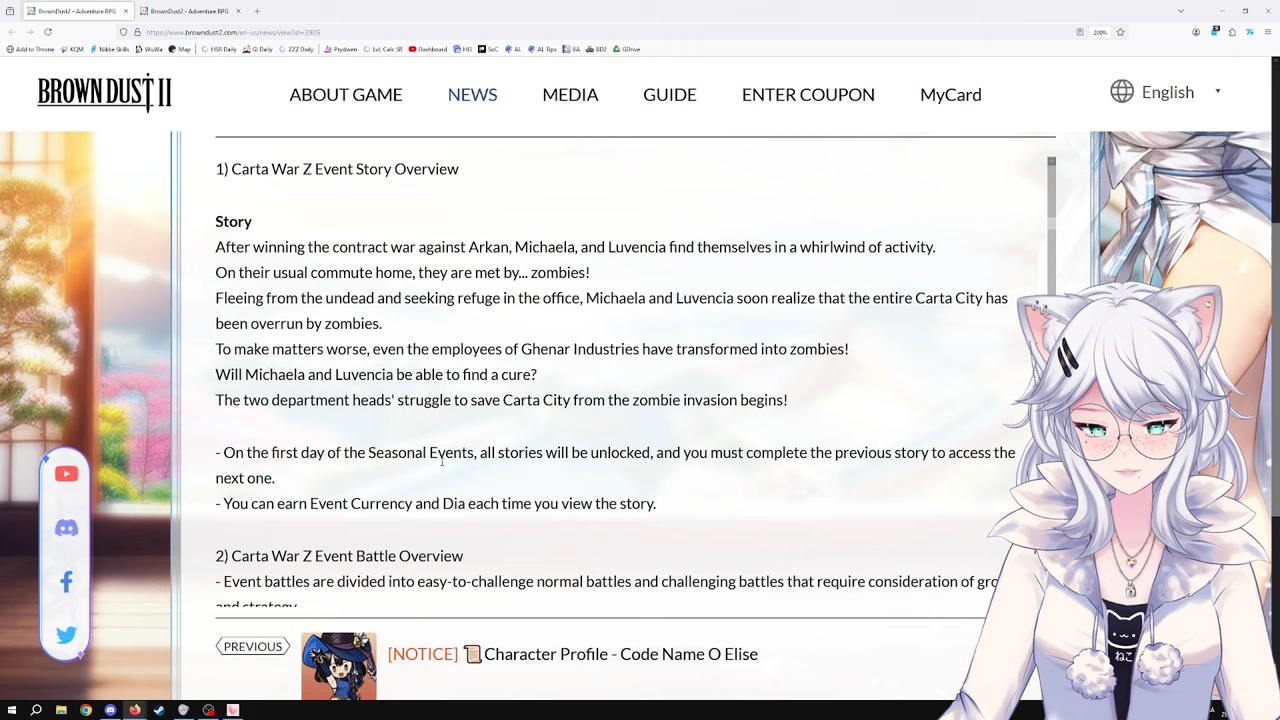 BrownDust2 - Adventure RPG
BrownDust2 - Adventure RPG
https://www.browndust2.com/en-us/news/view?id=3905
200%
Add to Throne
KQM
Nikke Skills
WuWa
Map
HSR Daily
GI Daily
ZZZ Daily
Prydwen
LvL Calc SR
Dashboard
HI3
SoC
AL
AL Tips
BA
BD2
GDrive
BROWN DUST II
ABOUT GAME
NEWS
MEDIA
GUIDE
ENTER COUPON
MyCard
English
1) Carta War Z Event Story Overview
Story
After winning the contract war against Arkan, Michaela, and Luvencia find themselves in a whirlwind of activity.
On their usual commute home, they are met by... zombies!
Fleeing from the undead and seeking refuge in the office, Michaela and Luvencia soon realize that the entire Carta City has
been overrun by zombies.
To make matters worse, even the employees of Ghenar Industries have transformed into zombies!
Will Michaela and Luvencia be able to find a cure?
The two department heads' struggle to save Carta City from the zombie invasion begins!
- On the first day of the Seasonal Events, all stories will be unlocked, and you must complete the previous story to access the
next one.
- You can earn Event Currency and Dia each time you view the story.
2) Carta War Z Event Battle Overview
- Event battles are divided into easy-to-challenge normal battles and challenging battles that require consideration of gro
and strategy.
PREVIOUS
[NOTICE] 📜Character Profile - Code Name O Elise
ねこ